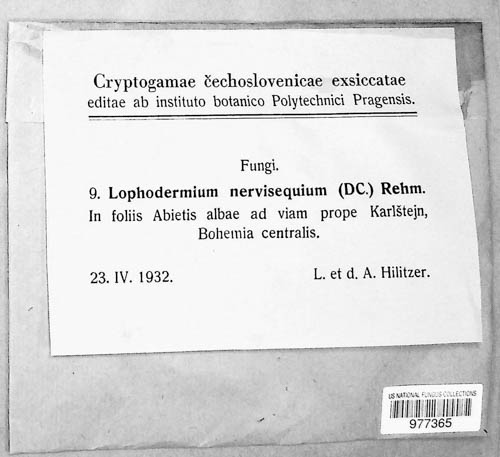 Cryptogamae čechoslovenicae exsiccatae
editae ab instituto botanico Polytechnici Pragensis.
Fungi.
9. Lophodermium nervisequium (DC.) Rehm.
In foliis Abietis albae ad viam prope Karlštejn,
Bohemia centralis.
23. IV. 1932. L. et d. A. Hilitzer.
US NATIONAL FUNGUS COLLECTIONS
977365